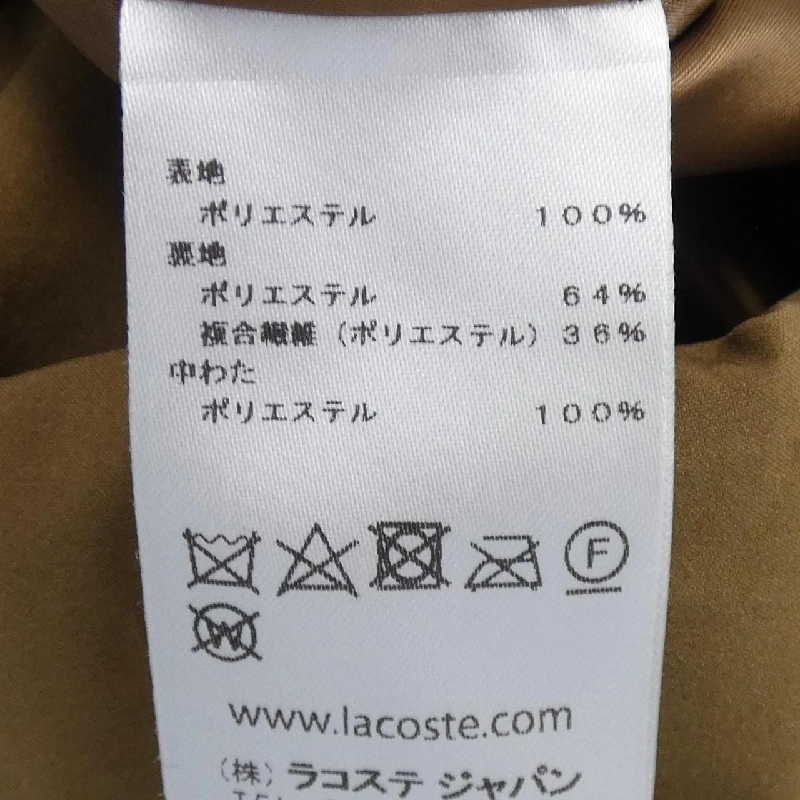 表地
ポリエステル １００％
裏地
ポリエステル ６４％
複合繊維（ポリエステル）３６％
中わた
ポリエステル １００％
F
W
www.lacoste.com
（株）ラコステ ジャパン